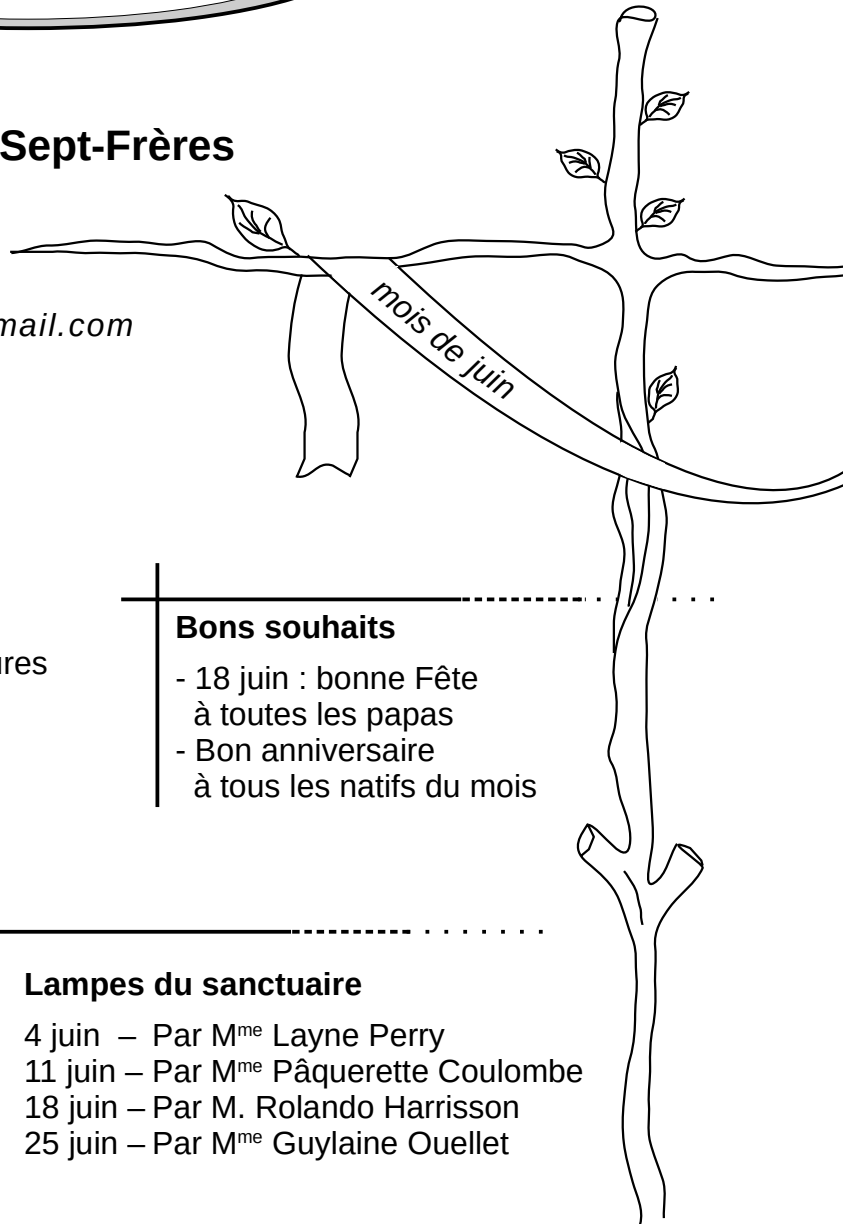 Sept-Frères
mail.com
mois de juin
ures
Bons souhaits
- 18 juin : bonne Fête
à toutes les papas
- Bon anniversaire
à tous les natifs du mois
Lampes du sanctuaire
4 juin – Par Mme Layne Perry
11 juin – Par Mme Pâquerette Coulombe
18 juin – Par M. Rolando Harrisson
25 juin – Par Mme Guylaine Ouellet